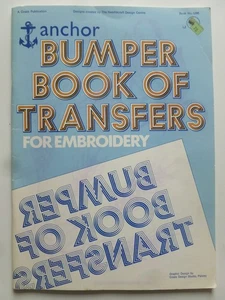 anchor
BUMPER
BOOK OF
TRANSFERS
FOR EMBROIDERY
BUMPER
BOOK OF
TRANSFERS